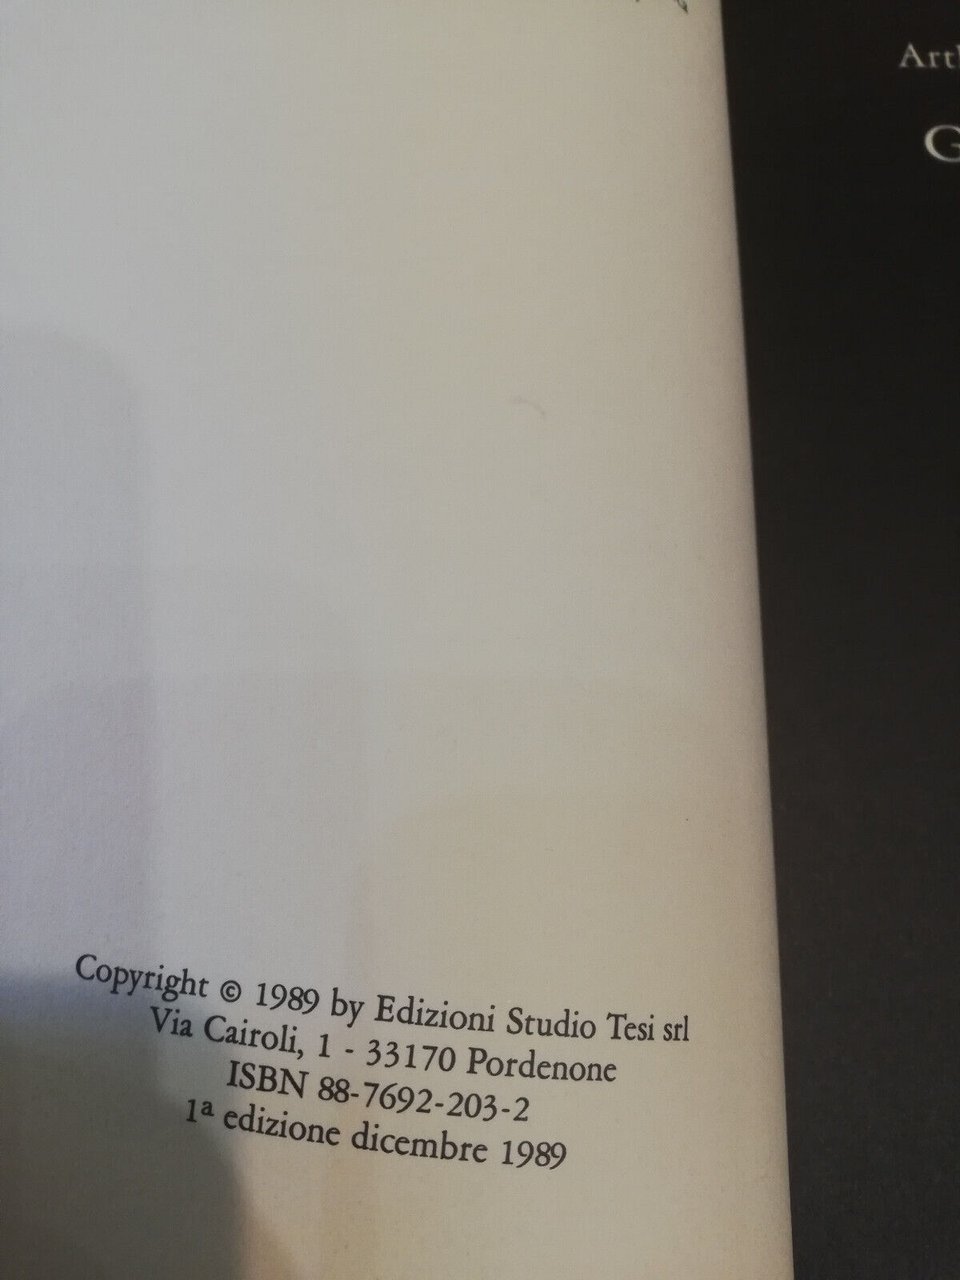 Copyright © 1989 by Edizioni Studio Tesi srl
Via Cairoli, 1 - 33170 Pordenone
ISBN 88-7692-203-2
1ª edizione dicembre 1989